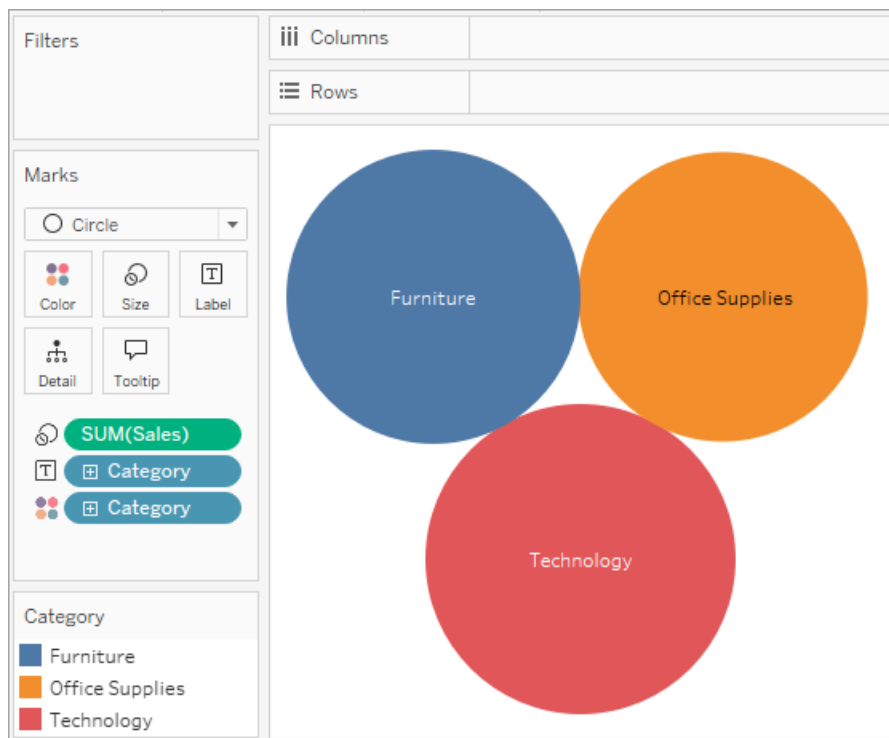 Filters
Columns
Rows
Marks
Circle
Color Size Label
Detail Tooltip
SUM(Sales)
Category
Category
Category
Furniture
Office Supplies
Technology
Furniture
Office Supplies
Technology